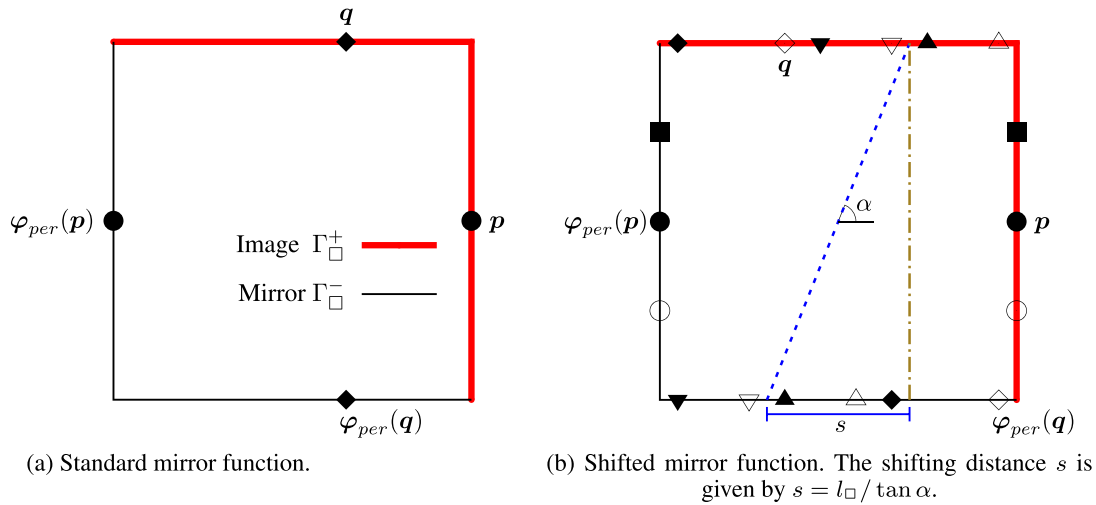 q
φ_per(p)
p
Image Γ□⁺
Mirror Γ□⁻
φ_per(q)
(a) Standard mirror function.
q
α
φ_per(p)
p
s
φ_per(q)
(b) Shifted mirror function. The shifting distance s is
given by s = l□/ tan α.